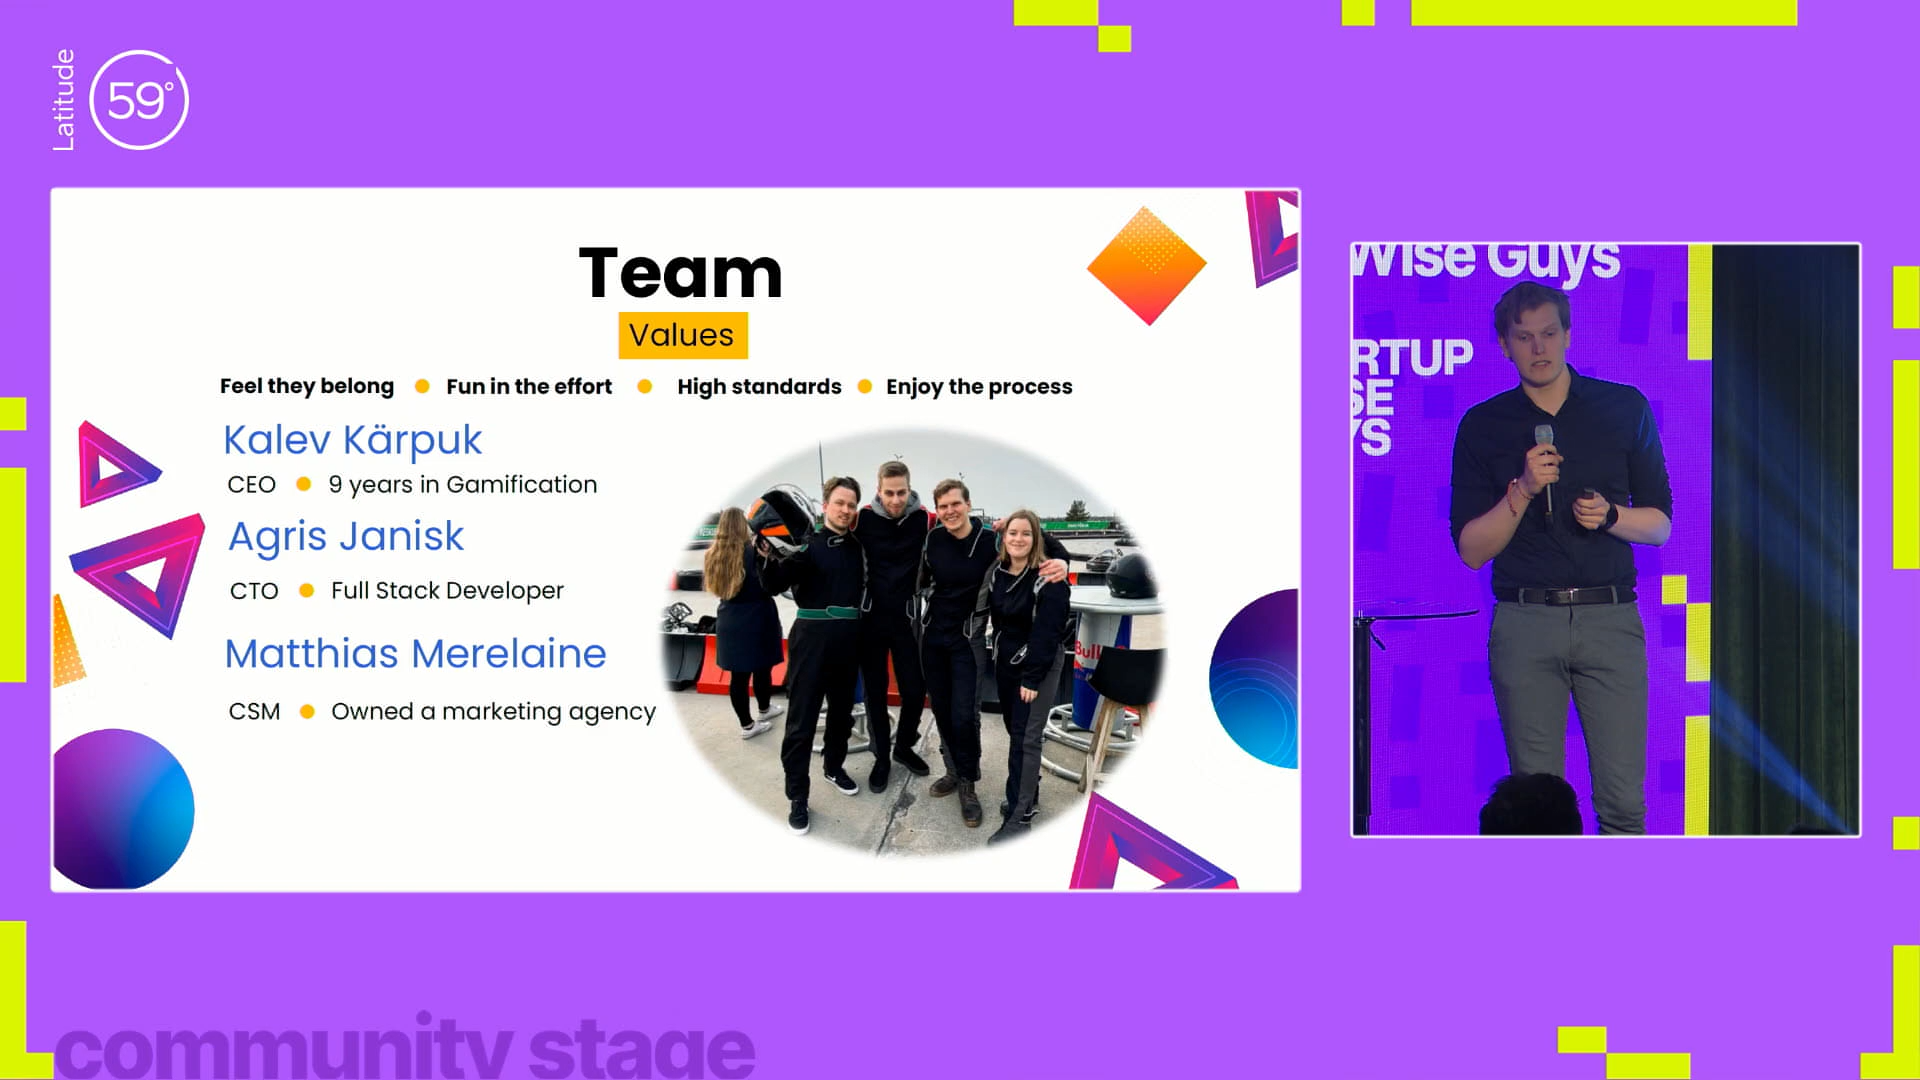 Latitude
59°
Team
Values
Feel they belong
Fun in the effort
High standards
Enjoy the process
Kalev Kärpuk
CEO
9 years in Gamification
Agris Janisk
CTO
Full Stack Developer
Matthias Merelaine
CSM
Owned a marketing agency
Wise Guys
RTUP
SE
YS
Bull
community stage